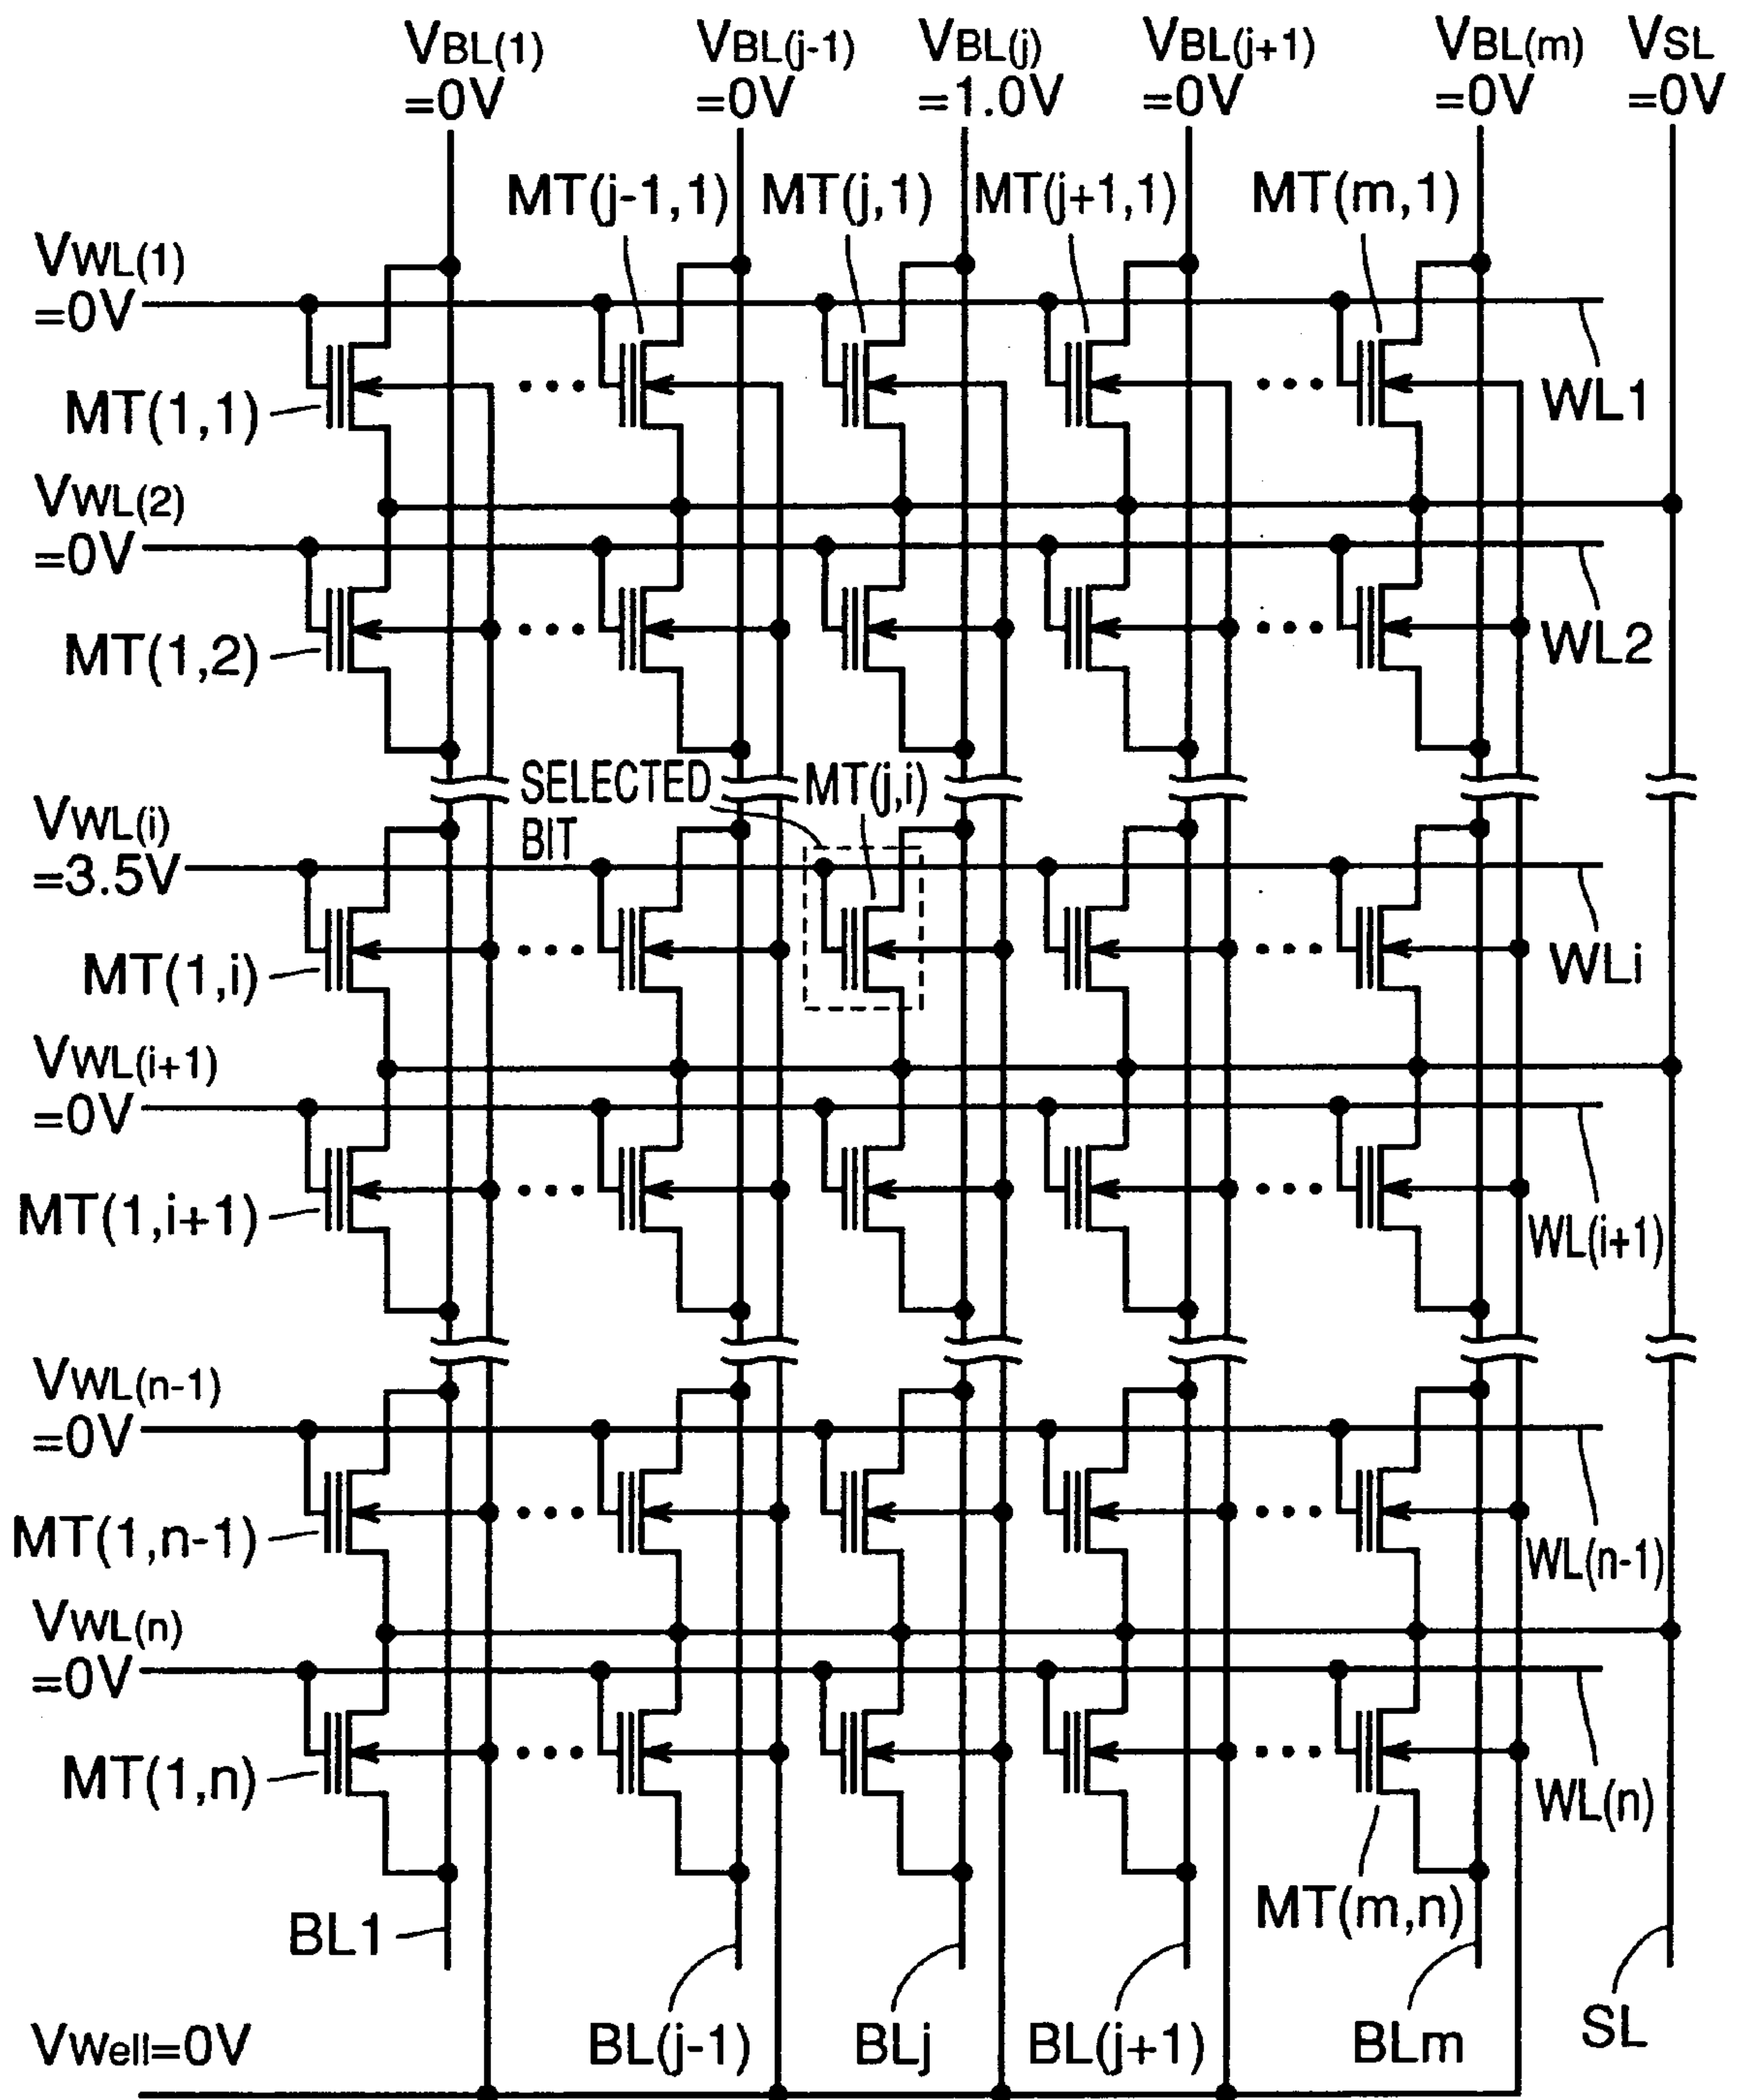 VBL(1)
=0V
VBL(j-1)
=0V
VBL(j)
=1.0V
VBL(j+1)
=0V
VBL(m)
=0V
VSL
=0V
MT(j-1,1)
MT(j,1)
MT(j+1,1)
MT(m,1)
VWL(1)
=0V
MT(1,1)
WL1
VWL(2)
=0V
MT(1,2)
WL2
SELECTED
BIT
MT(j,i)
VWL(i)
=3.5V
MT(1,i)
WLi
VWL(i+1)
=0V
MT(1,i+1)
WL(i+1)
VWL(n-1)
=0V
MT(1,n-1)
WL(n-1)
VWL(n)
=0V
MT(1,n)
WL(n)
MT(m,n)
BL1
BL(j-1)
BLj
BL(j+1)
BLm
SL
VWell=0V